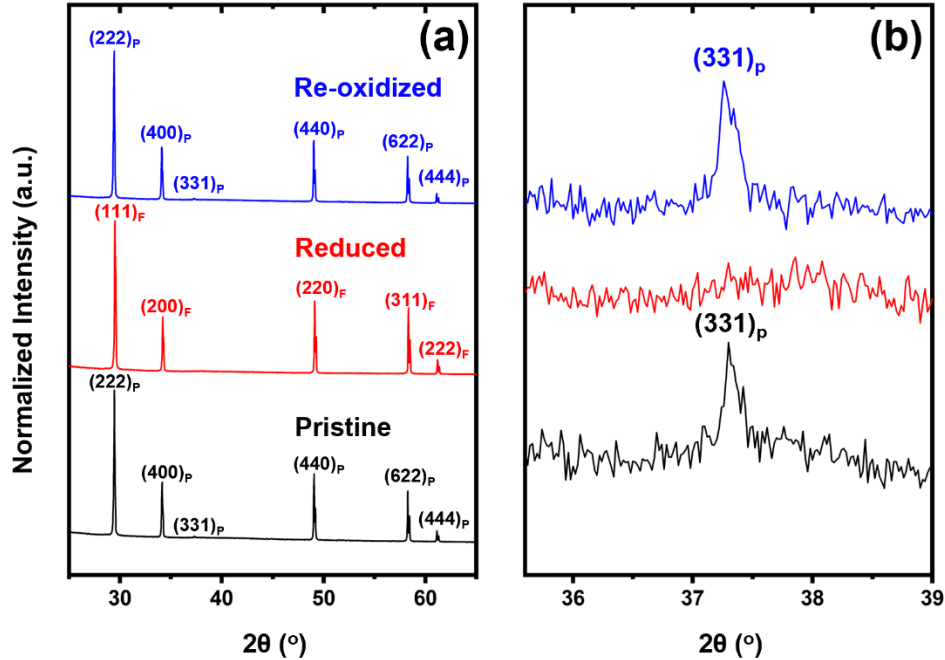 (a)
(222)P
Re-oxidized
(400)P
(331)P
(440)P
(622)P
(444)P
(111)F
Reduced
(200)F
(220)F
(311)F
(222)F
(222)P
Pristine
(400)P
(331)P
(440)P
(622)P
(444)P
30
40
50
60
2θ (o)
Normalized Intensity (a.u.)
(b)
(331)p
(331)p
36
37
38
39
2θ (o)